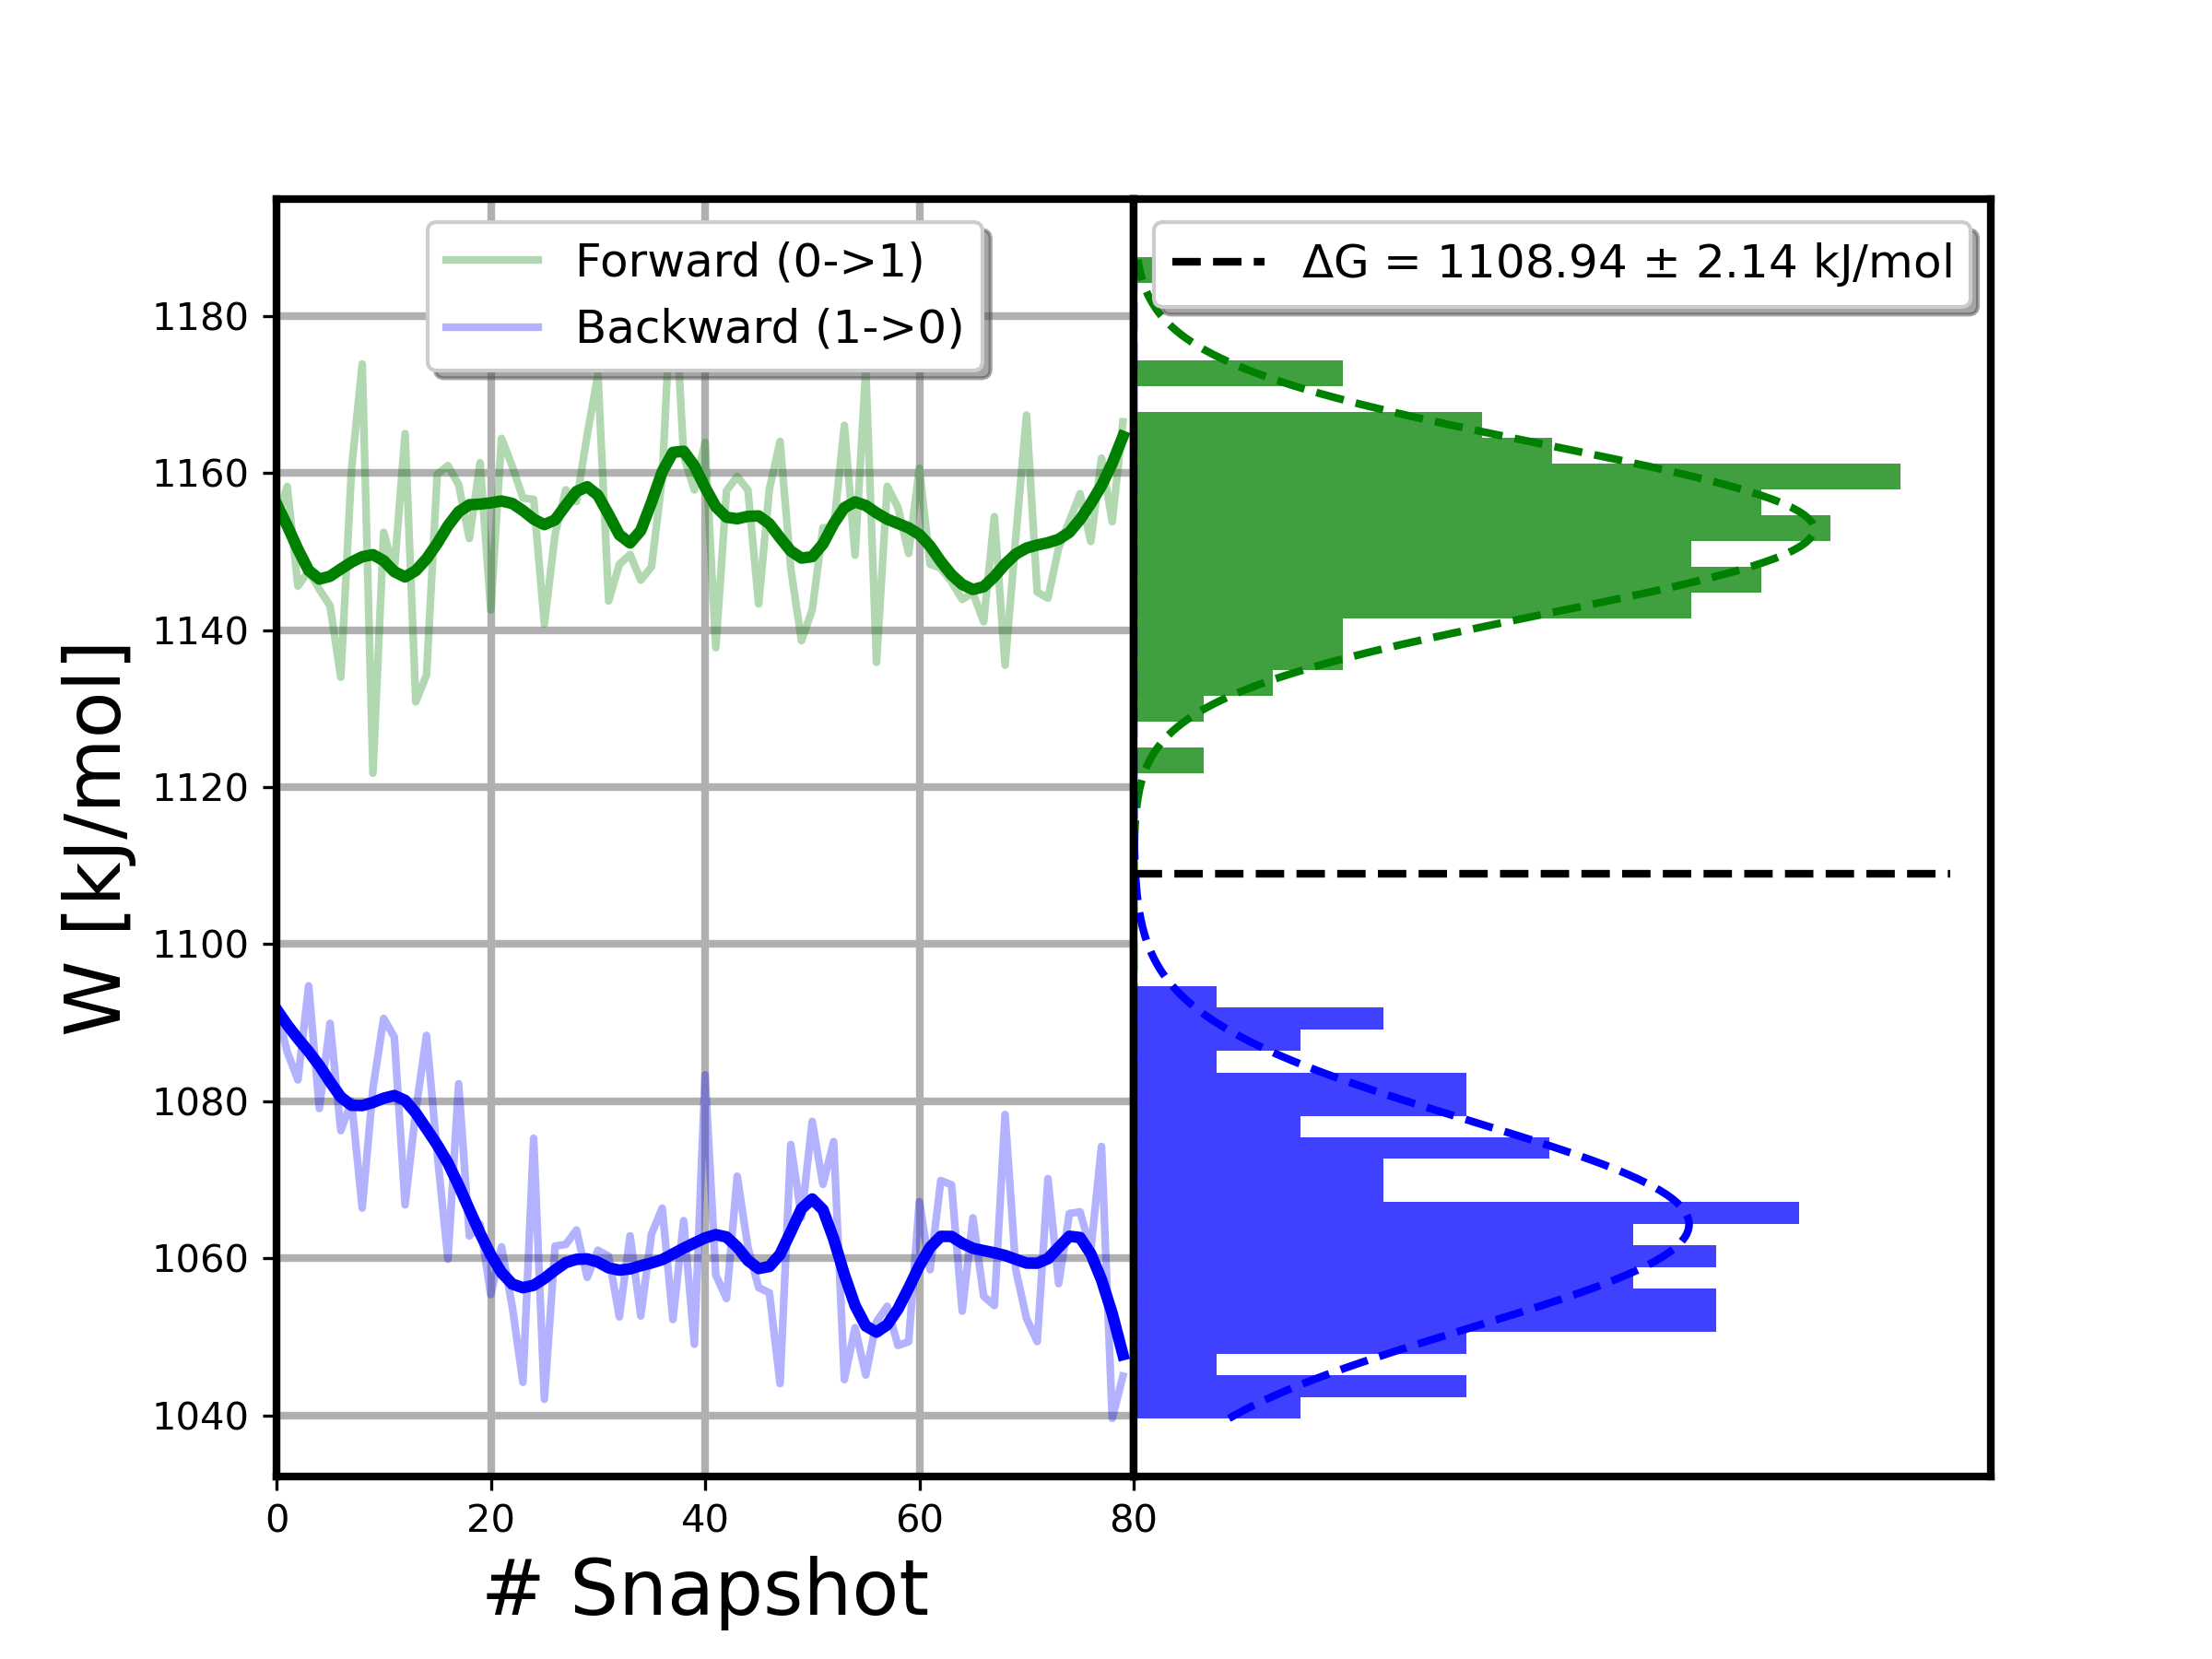 Forward (0->1)
Backward (1->0)
ΔG = 1108.94 ± 2.14 kJ/mol
W [kJ/mol]
1180
1160
1140
1120
1100
1080
1060
1040
0 20 40 60 80
# Snapshot